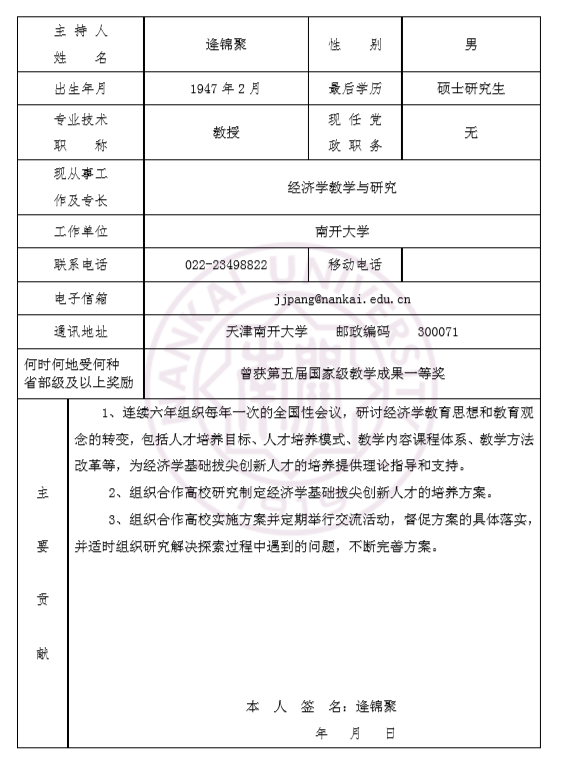 主 持 人 姓 名 逄锦聚 性 别 男
出生年月 1947 年 2 月 最后学历 硕士研究生
专业技术 职 称 教授 现 任 党 政 职 务 无
现从事工 作及专长 经济学教学与研究
工作单位 南开大学
联系电话 022-23498822 移动电话
电子信箱 jjpang@nankai.edu.cn
通讯地址 天津南开大学 邮政编码 300071
何时何地受何种 省部级及以上奖励 曾获第五届国家级教学成果一等奖
主 要 贡 献
1、连续六年组织每年一次的全国性会议，研讨经济学教育思想和教育观
念的转变，包括人才培养目标、人才培养模式、教学内容课程体系、教学方法
改革等，为经济学基础拔尖创新人才的培养提供理论指导和支持。
2、组织合作高校研究制定经济学基础拔尖创新人才的培养方案。
3、组织合作高校实施方案并定期举行交流活动，督促方案的具体落实，
并适时组织研究解决探索过程中遇到的问题，不断完善方案。
本 人 签 名：逄锦聚
年 月 日
NANKAI UNIVERSITY
1919